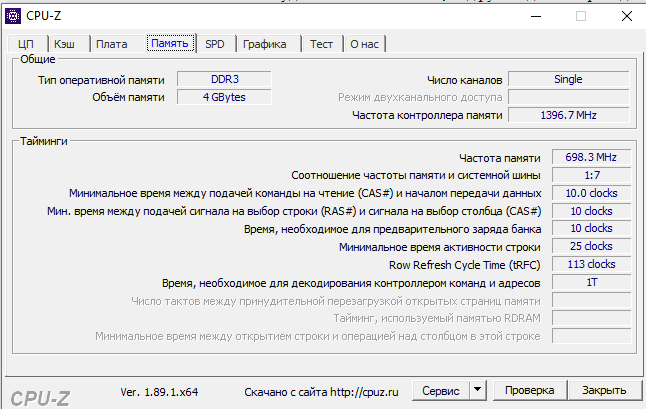 CPU-Z
ЦП
Кэш
Плата
Память
SPD
Графика
Тест
О нас
Общие
Тип оперативной памяти DDR3
Число каналов Single
Объём памяти 4 GBytes
Режим двухканального доступа
Частота контроллера памяти 1396.7 MHz
Тайминги
Частота памяти 698.3 MHz
Соотношение частоты памяти и системной шины 1:7
Минимальное время между подачей команды на чтение (CAS#) и началом передачи данных 10.0 clocks
Мин. время между подачей сигнала на выбор строки (RAS#) и сигнала на выбор столбца (CAS#) 10 clocks
Время, необходимое для предварительного заряда банка 10 clocks
Минимальное время активности строки 25 clocks
Row Refresh Cycle Time (tRFC) 113 clocks
Время, необходимое для декодирования контроллером команд и адресов 1T
Число тактов между принудительной перезагрузкой открытых страниц памяти
Тайминг, используемый памятью RDRAM
Минимальное время между открытием строки и операцией над столбцом в этой строке
CPU-Z
Ver. 1.89.1.x64
Скачано с сайта http://cpuz.ru
Сервис
Проверка
Закрыть